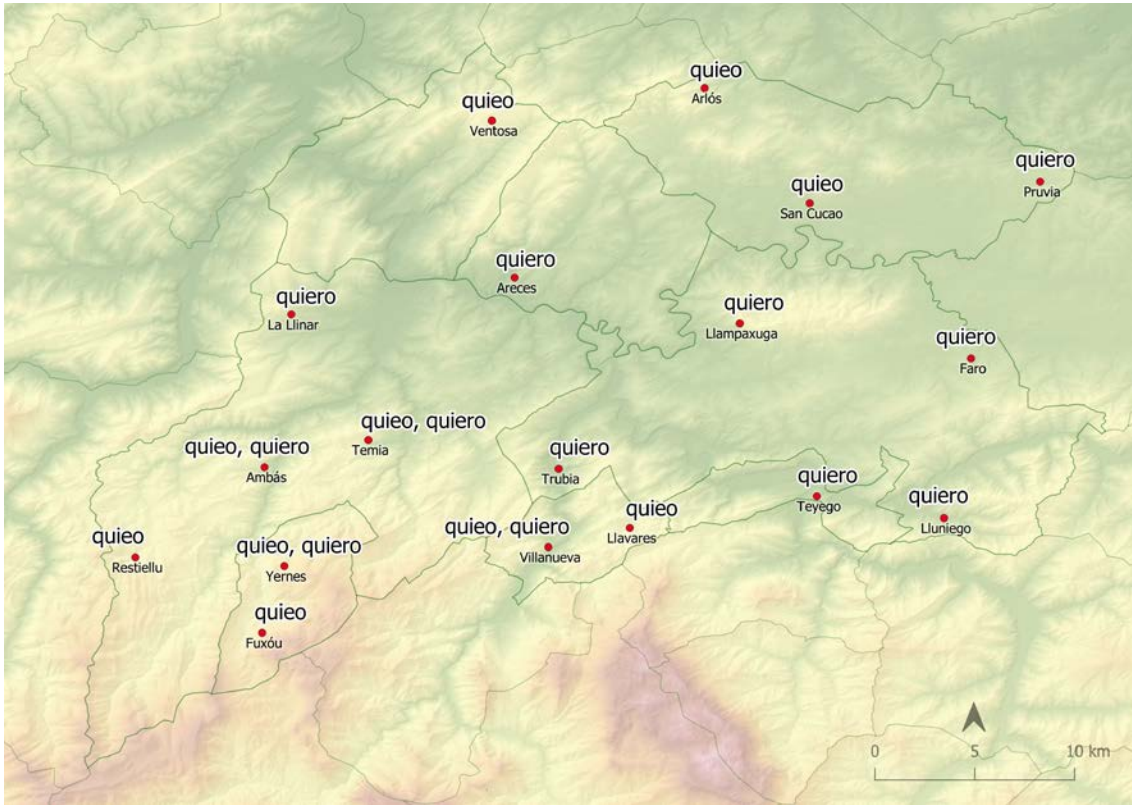 quieo
Arlós
quieo
Ventosa
quiero
Pruvia
quieo
San Cucao
quiero
Areces
quiero
La Llinar
quiero
Llampaxuga
quiero
Faro
quieo, quiero
Temia
quieo, quiero
Ambás
quiero
Trubia
quiero
Teyego
quiero
Lluniego
quieo
Llavares
quieo, quiero
Villanueva
quieo
Restiellu
quieo, quiero
Yernes
quieo
Fuxóu
0 5 10 km